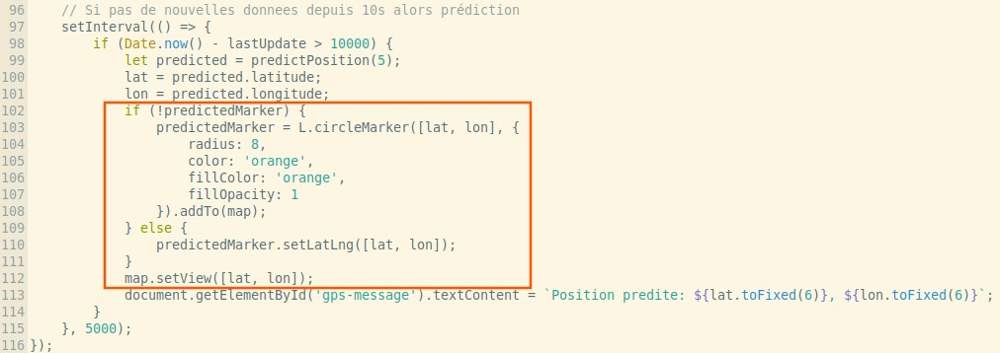 96     // Si pas de nouvelles donnees depuis 10s alors prédiction
97     setInterval(() => {
98         if (Date.now() - lastUpdate > 10000) {
99             let predicted = predictPosition(5);
100             lat = predicted.latitude;
101             lon = predicted.longitude;
102             if (!predictedMarker) {
103                 predictedMarker = L.circleMarker([lat, lon], {
104                     radius: 8,
105                     color: 'orange',
106                     fillColor: 'orange',
107                     fillOpacity: 1
108                 }).addTo(map);
109             } else {
110                 predictedMarker.setLatLng([lat, lon]);
111             }
112             map.setView([lat, lon]);
113             document.getElementById('gps-message').textContent = `Position predite: ${lat.toFixed(6)}, ${lon.toFixed(6)}`;
114         }
115     }, 5000);
116 });